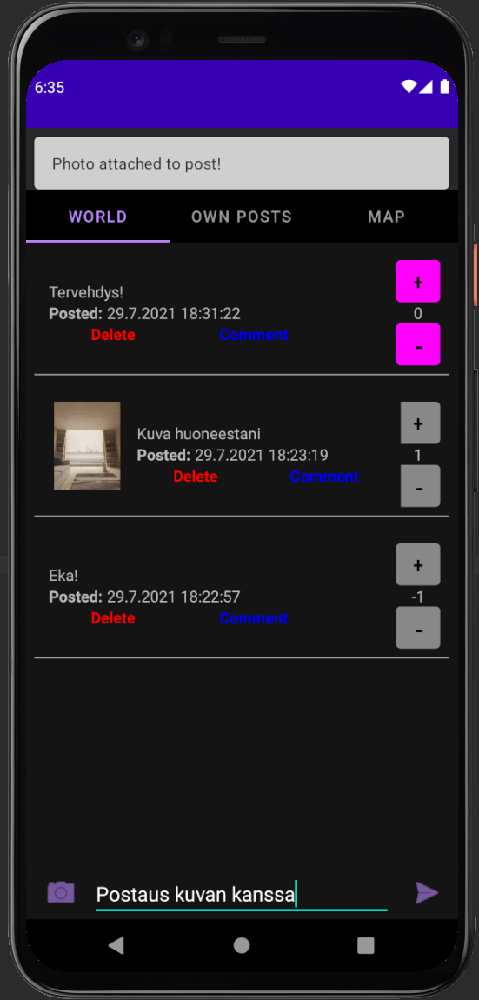 6:35
Photo attached to post!
WORLD OWN POSTS MAP
Tervehdys!
Posted: 29.7.2021 18:31:22
Delete Comment
+
0
-
Kuva huoneestani
Posted: 29.7.2021 18:23:19
Delete Comment
+
1
-
Eka!
Posted: 29.7.2021 18:22:57
Delete Comment
+
-1
-
Postaus kuvan kanssa